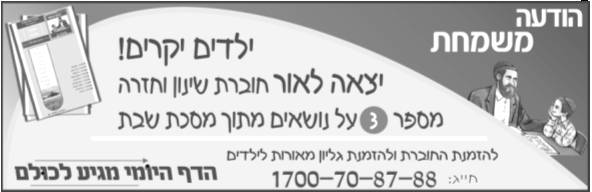 הודעה
משמחת
ילדים יקרים!
יצאה לאור חוברת שינון וחזרה
מספר 3 על נושאים מתוך מסכת שבת
להזמנת החוברת ולהזמנת גליון מאורות לילדים
חייג: 1700-70-87-88
הדף היומי מגיע לכולם